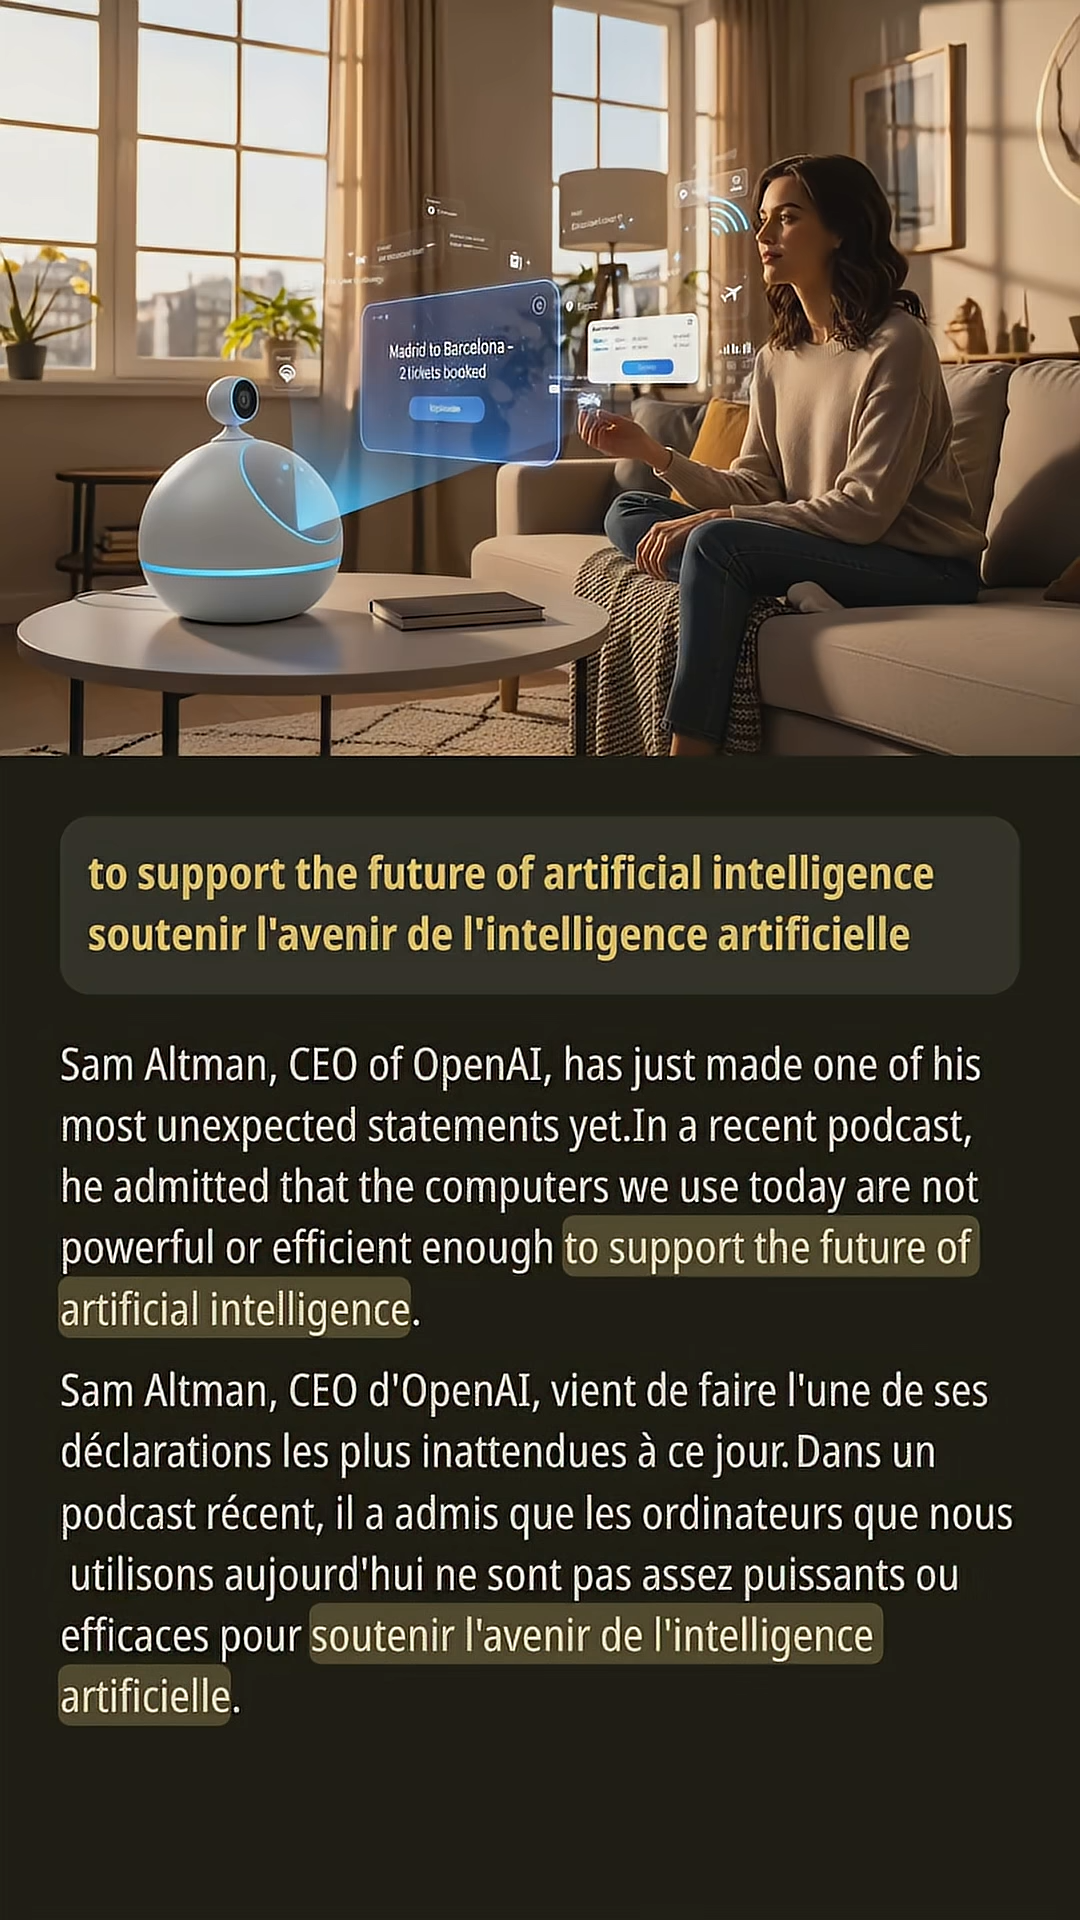 Madrid to Barcelona -
2 tickets booked
to support the future of artificial intelligence
soutenir l'avenir de l'intelligence artificielle
Sam Altman, CEO of OpenAI, has just made one of his
most unexpected statements yet.In a recent podcast,
he admitted that the computers we use today are not
powerful or efficient enough to support the future of
artificial intelligence.
Sam Altman, CEO d'OpenAI, vient de faire l'une de ses
déclarations les plus inattendues à ce jour. Dans un
podcast récent, il a admis que les ordinateurs que nous
utilisons aujourd'hui ne sont pas assez puissants ou
efficaces pour soutenir l'avenir de l'intelligence
artificielle.